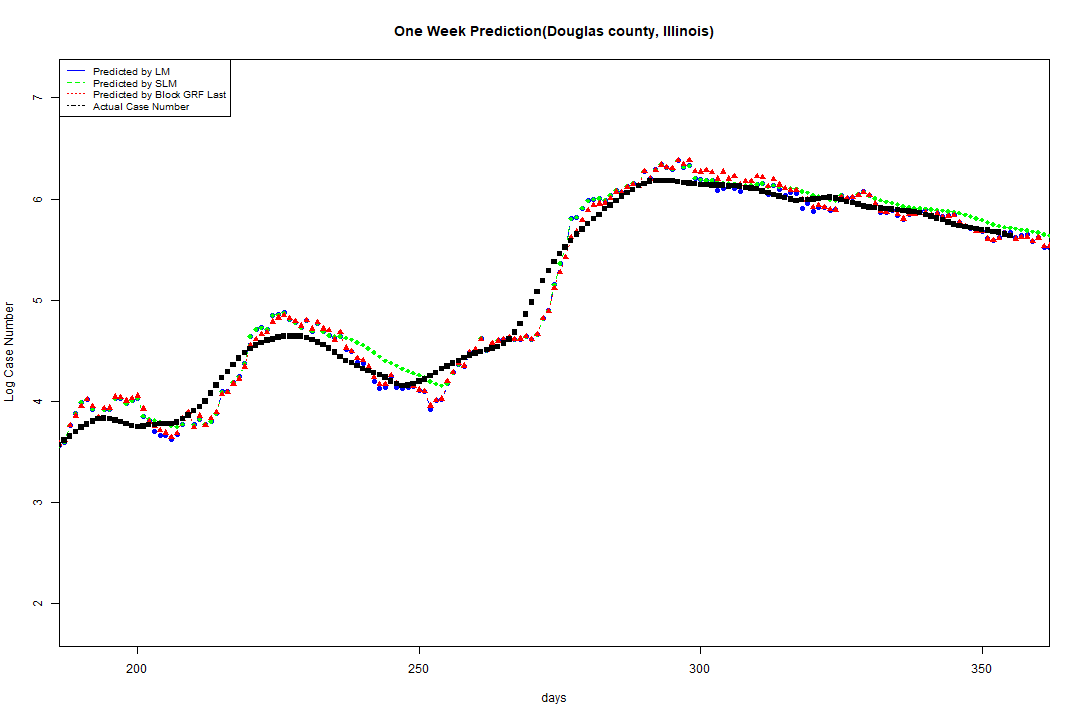 One Week Prediction(Douglas county, Illinois)
Predicted by LM
Predicted by SLM
Predicted by Block GRF Last
Actual Case Number
7
6
5
4
3
2
Log Case Number
200 250 300 350
days